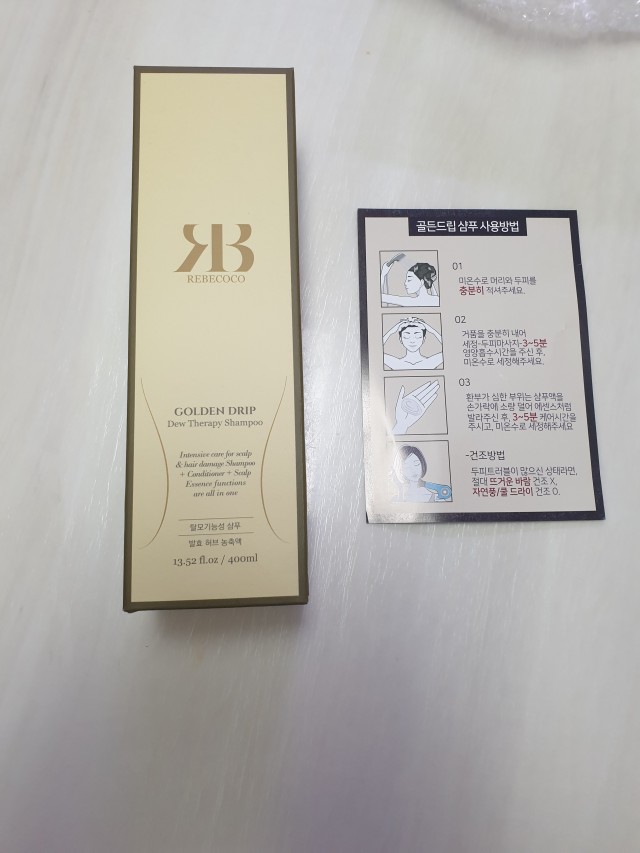 RB
REBECOCO
GOLDEN DRIP
Dew Therapy Shampoo
Intensive care for scalp
& hair damage Shampoo
+ Conditioner + Scalp
Essence functions
are all in one
탈모기능성 샴푸
발효 허브 농축액
13.52 fl.oz / 400ml
골든드립 샴푸 사용방법
01
미온수로 머리와 두피를
충분히 적셔주세요.
02
거품을 충분히 내어
세정-두피마사지-3~5분
영양흡수시간을 주신 후,
미온수로 세정해주세요.
03
환부가 심한 부위는 샴푸액을
손가락에 소량 덜어 에센스처럼
발라주신 후, 3~5분 케어시간을
주시고, 미온수로 세정해주세요
-건조방법
두피트러블이 많으신 상태라면,
절대 뜨거운 바람 건조 X,
자연풍/쿨 드라이 건조 O.